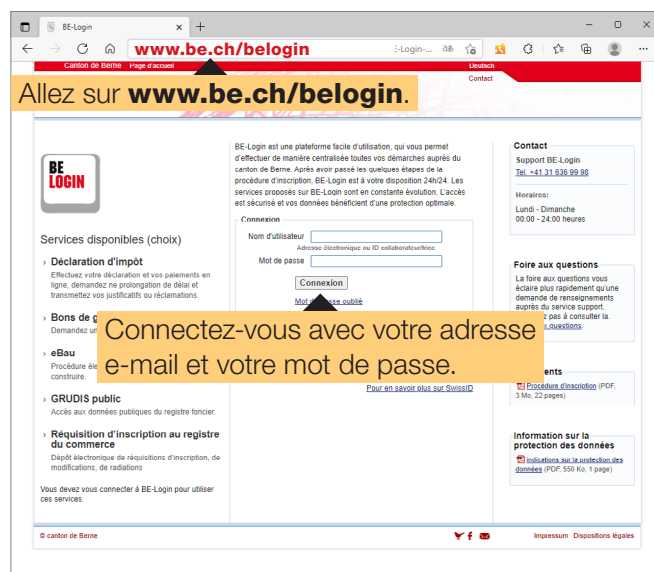 BE-Login
www.be.ch/belogin
:-Login-...
Canton de Berne Page d'accueil
Deutsch
Contact
Allez sur www.be.ch/belogin.
BE
LOGIN
Services disponibles (choix)
Déclaration d'impôt
Effectuez votre déclaration et vos paiements en
ligne, demandez ne prolongation de délai et
transmettez vos justificatifs ou réclamations.
Bons de g
Demandez un
eBau
Procédure éle
construire.
GRUDIS public
Accès aux données publiques du registre foncier.
Réquisition d'inscription au registre
du commerce
Dépôt électronique de réquisitions d'inscription, de
modifications, de radiations
Vous devez vous connecter á BE-Login pour utiliser
ces services.
BE-Login est une plateforme facile d'utilisation, qui vous permet
d'effectuer de manière centralisée toutes vos démarches auprès du
canton de Berne. Après avoir passé les quelques étapes de la
procédure d'inscription, BE-Login est à votre disposition 24h/24. Les
services proposés sur BE-Login sont en constante évolution. L'accès
est sécurisé et vos données bénéficient d'une protection optimale.
Connexion
Nom d'utilisateur
Adresse électronique ou ID collaborateur/trice
Mot de passe
Connexion
Mot de passe oublié
Connectez-vous avec votre adresse
e-mail et votre mot de passe.
Pour en savoir plus sur SwissID
Contact
Support BE-Login
Tel. +41 31 636 99 98
Horaires:
Lundi - Dimanche
00:00 - 24:00 heures
Foire aux questions
La foire aux questions vous
éclaire plus rapidement qu'une
demande de renseignements
auprès du service support.
z pas à consulter la.
x questions.
ents
Procédure d'inscription (PDF,
3 Mo, 22 pages)
Information sur la
protection des données
indications sur la protection des
données (PDF, 550 Ko, 1 page)
© canton de Berne
Impressum Dispositions légales